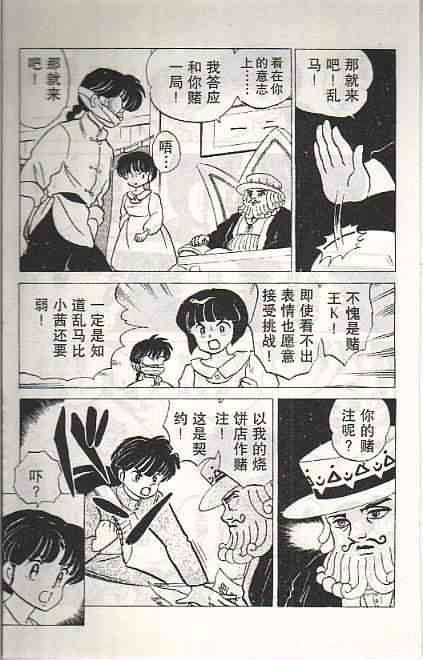 那就来
吧！乱
马！
看在你
的意志
上……
我答应
和你赌
一局！
唔…
那就来
吧！
不愧是赌
王K！
即使看不出
表情也愿意
接受挑战！
一定是知
道乱马比
小茜还要
弱！
你的赌
注呢？
以我的烧
饼店作赌
注！
这是契
约！
吓？